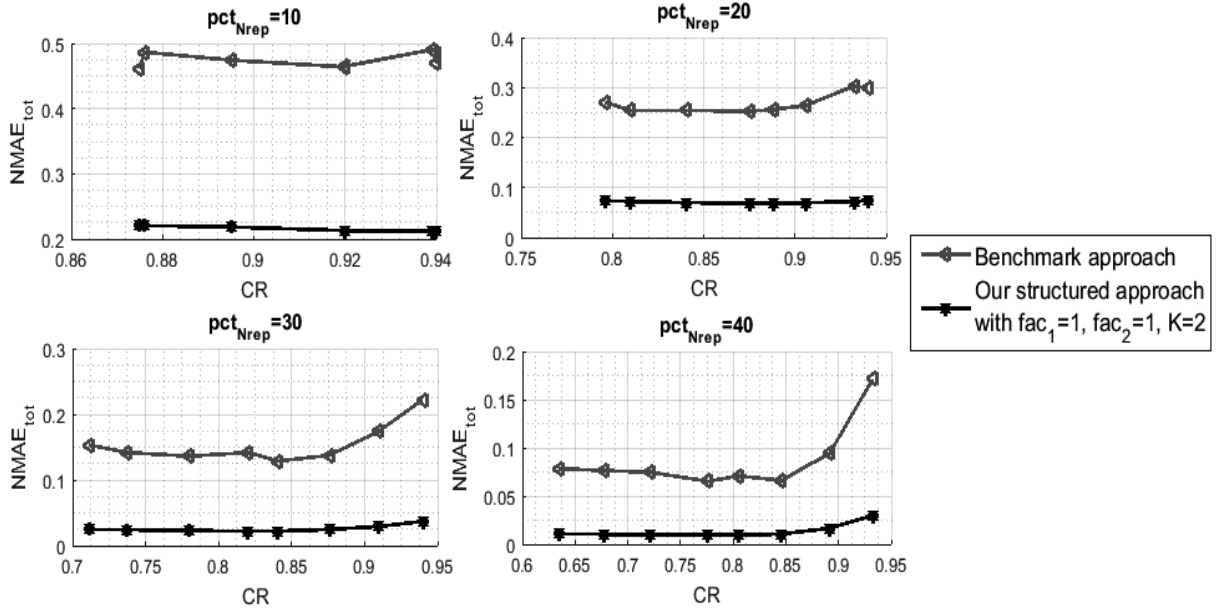 pct_Nrep=10
NMAE_tot
0.5
0.4
0.3
0.2
0.86 0.88 0.9 0.92 0.94
CR
pct_Nrep=20
NMAE_tot
0.4
0.3
0.2
0.1
0
0.75 0.8 0.85 0.9 0.95
CR
Benchmark approach
Our structured approach
with fac_1=1, fac_2=1, K=2
pct_Nrep=30
NMAE_tot
0.3
0.2
0.1
0
0.7 0.75 0.8 0.85 0.9 0.95
CR
pct_Nrep=40
NMAE_tot
0.2
0.15
0.1
0.05
0
0.6 0.65 0.7 0.75 0.8 0.85 0.9 0.95
CR